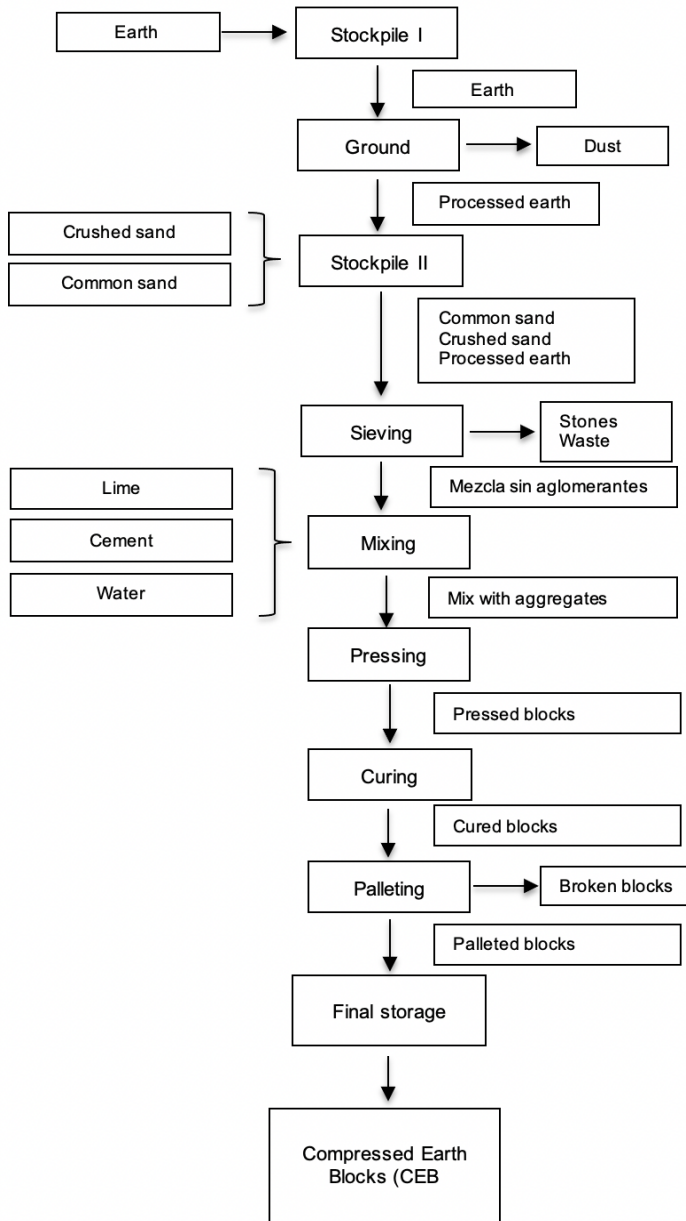 Earth
Stockpile I
Earth
Ground
Dust
Processed earth
Crushed sand
Common sand
Stockpile II
Common sand
Crushed sand
Processed earth
Sieving
Stones
Waste
Mezcla sin aglomerantes
Lime
Cement
Water
Mixing
Mix with aggregates
Pressing
Pressed blocks
Curing
Cured blocks
Palleting
Broken blocks
Palleted blocks
Final storage
Compressed Earth
Blocks (CEB